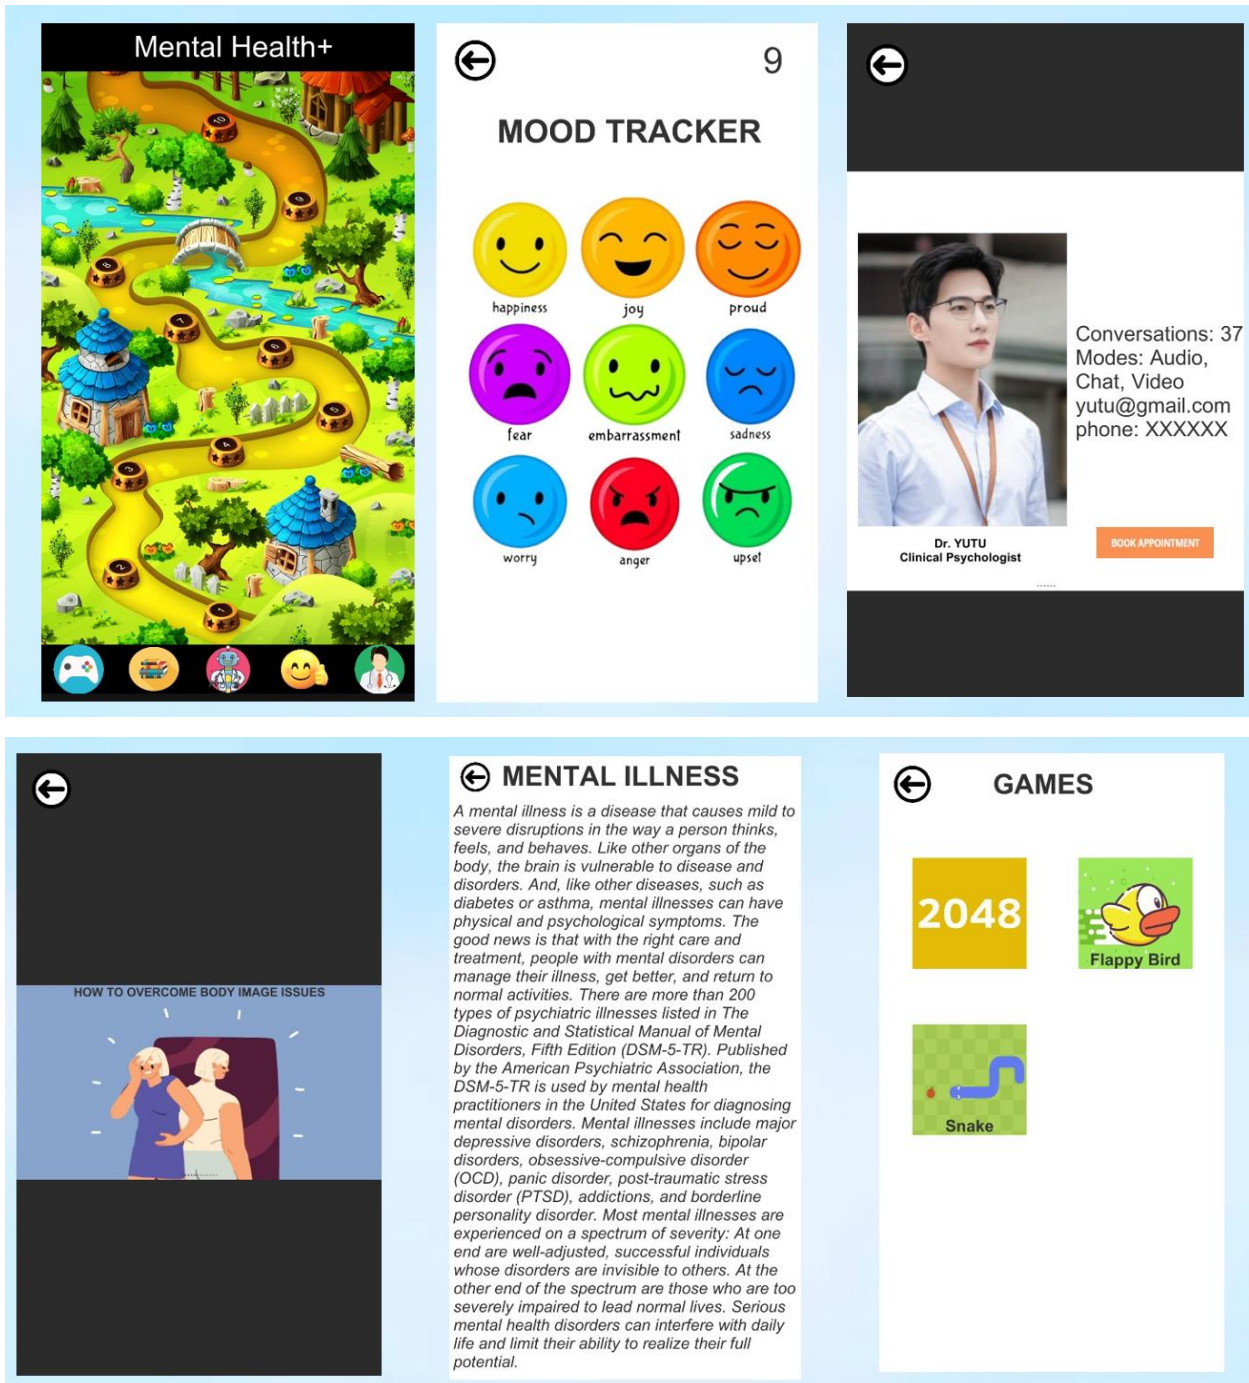 Mental Health+
10
9
8
7
6
5
4
3
2
1
9
MOOD TRACKER
happiness
joy
proud
fear
embarrassment
sadness
worry
anger
upset
Conversations: 37
Modes: Audio,
Chat, Video
yutu@gmail.com
phone: XXXXXX
Dr. YUTU
Clinical Psychologist
BOOK APPOINTMENT
HOW TO OVERCOME BODY IMAGE ISSUES
MENTAL ILLNESS
A mental illness is a disease that causes mild to
severe disruptions in the way a person thinks,
feels, and behaves. Like other organs of the
body, the brain is vulnerable to disease and
disorders. And, like other diseases, such as
diabetes or asthma, mental illnesses can have
physical and psychological symptoms. The
good news is that with the right care and
treatment, people with mental disorders can
manage their illness, get better, and return to
normal activities. There are more than 200
types of psychiatric illnesses listed in The
Diagnostic and Statistical Manual of Mental
Disorders, Fifth Edition (DSM-5-TR). Published
by the American Psychiatric Association, the
DSM-5-TR is used by mental health
practitioners in the United States for diagnosing
mental disorders. Mental illnesses include major
depressive disorders, schizophrenia, bipolar
disorders, obsessive-compulsive disorder
(OCD), panic disorder, post-traumatic stress
disorder (PTSD), addictions, and borderline
personality disorder. Most mental illnesses are
experienced on a spectrum of severity: At one
end are well-adjusted, successful individuals
whose disorders are invisible to others. At the
other end of the spectrum are those who are too
severely impaired to lead normal lives. Serious
mental health disorders can interfere with daily
life and limit their ability to realize their full
potential.
GAMES
2048
Flappy Bird
Snake